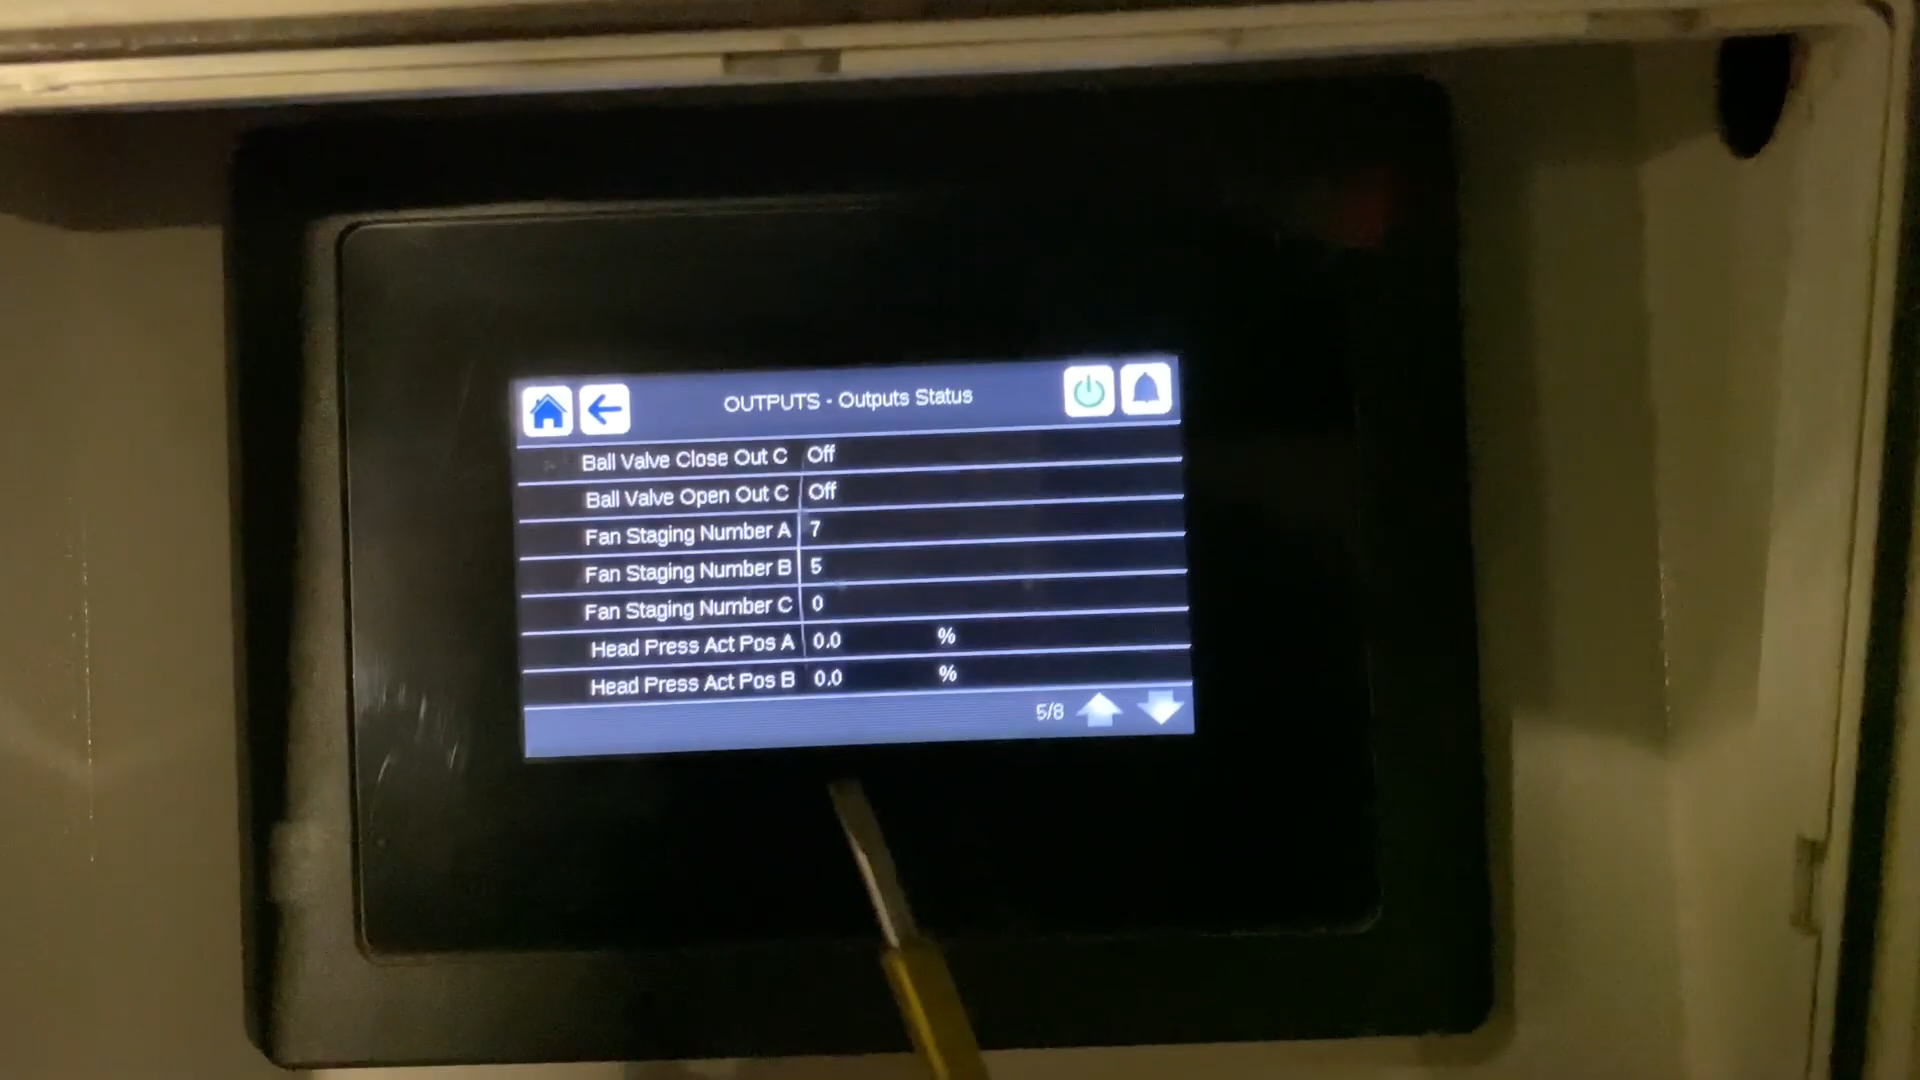 OUTPUTS - Outputs Status
Ball Valve Close Out C Off
Ball Valve Open Out C Off
Fan Staging Number A 7
Fan Staging Number B 5
Fan Staging Number C 0
Head Press Act Pos A 0.0 %
Head Press Act Pos B 0.0 %
5/8